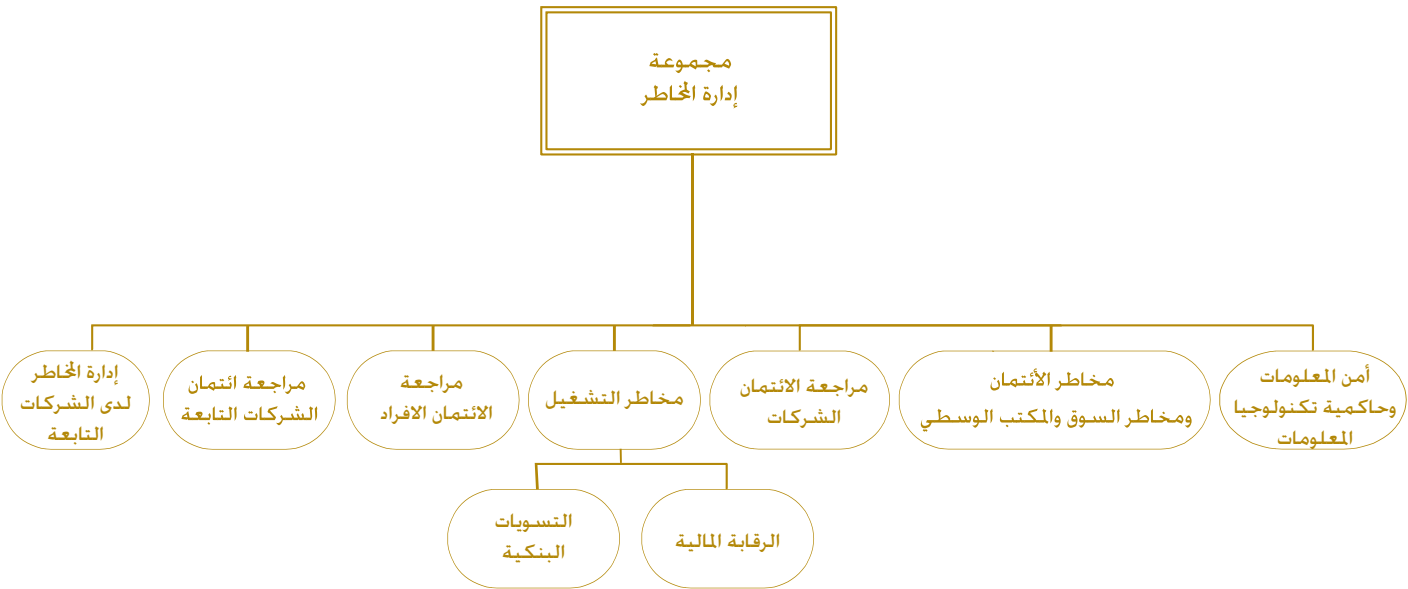 مجموعة
إدارة المخاطر
أمن المعلومات
وحاكمية تكنولوجيا
المعلومات
مخاطر الأئتمان
ومخاطر السوق والمكتب الوسطي
مراجعة الائتمان
الشركات
مخاطر التشغيل
مراجعة
الائتمان الافراد
مراجعة ائتمان
الشركات التابعة
إدارة المخاطر
لدى الشركات
التابعة
الرقابة المالية
التسويات
البنكية